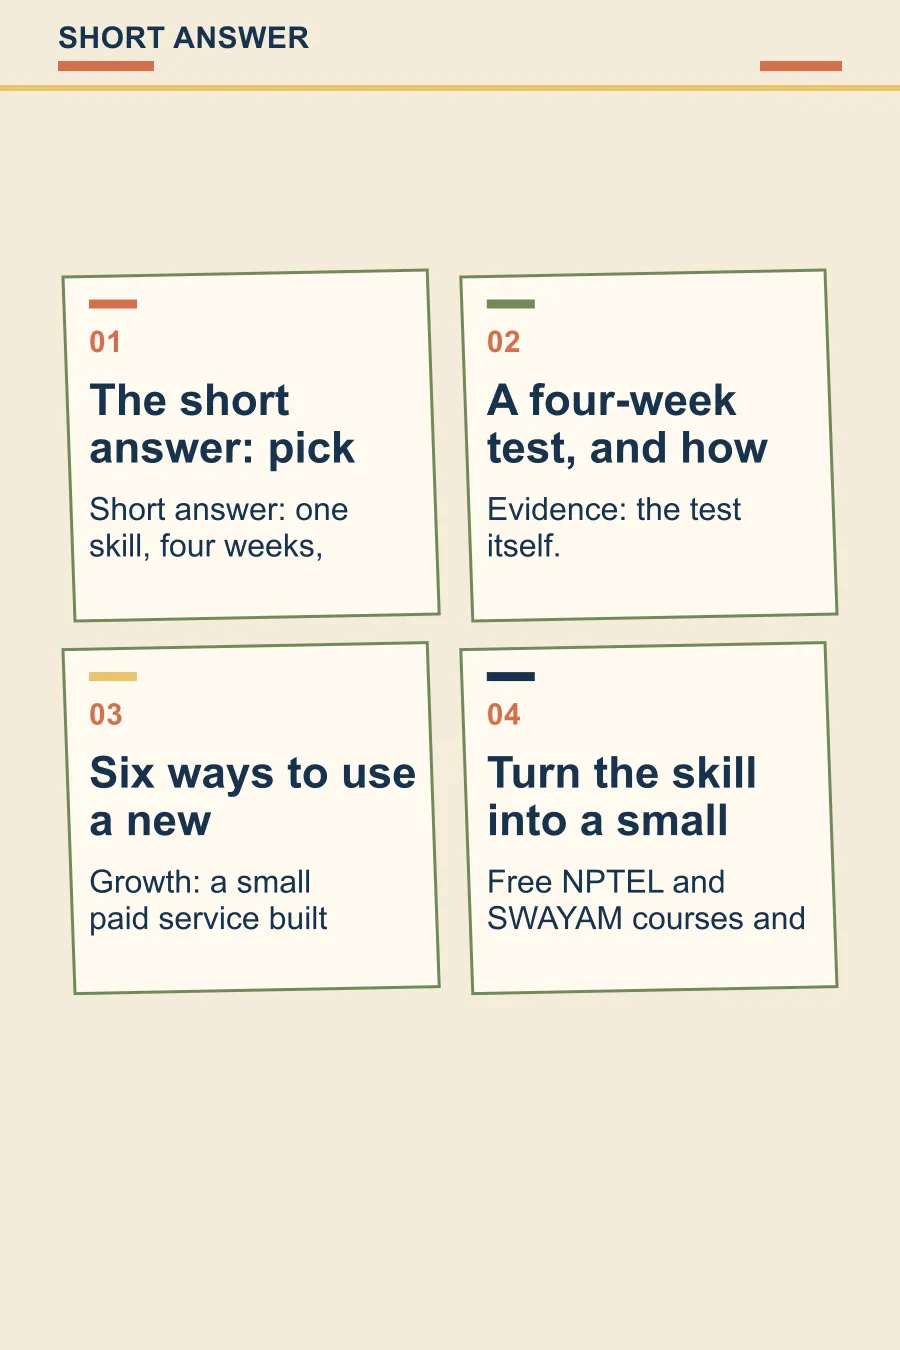 SHORT ANSWER
01
The short
answer: pick
Short answer: one
skill, four weeks,
02
A four-week
test, and how
Evidence: the test
itself.
03
Six ways to use
a new
Growth: a small
paid service built
04
Turn the skill
into a small
Free NPTEL and
SWAYAM courses and